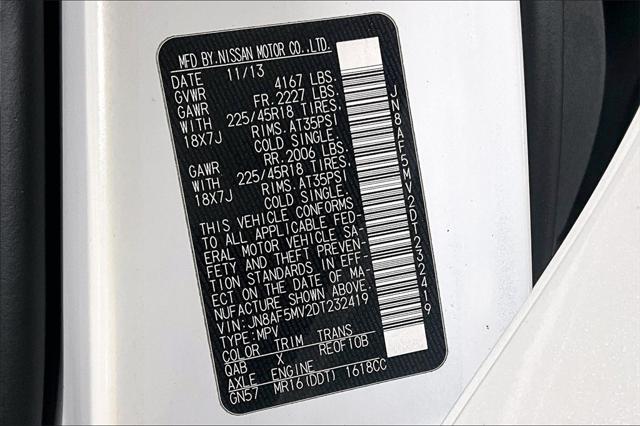 MFD BY.NISSAN MOTOR CO.,LTD.
DATE 11/13
GVWR 4167 LBS.
GAWR FR. 2227 LBS.
WITH 225/45R18 TIRES.
18X7J RIMS. AT35PSI
COLD SINGLE.
GAWR RR. 2006 LBS.
WITH 225/45R18 TIRES.
18X7J RIMS. AT35PSI
COLD SINGLE.
THIS VEHICLE CONFORMS
TO ALL APPLICABLE FED-
ERAL MOTOR VEHICLE SA-
FETY AND THEFT PREVEN-
TION STANDARDS IN EFF-
ECT ON THE DATE OF MA-
NUFACTURE SHOWN ABOVE.
VIN:JN8AF5MV2DT232419
TYPE:MPV
COLOR TRIM TRANS
QAB X RE0F10B
AXLE ENGINE
GN57 MR16(DDT) 1618CC
JN8AF5MV2DT232419